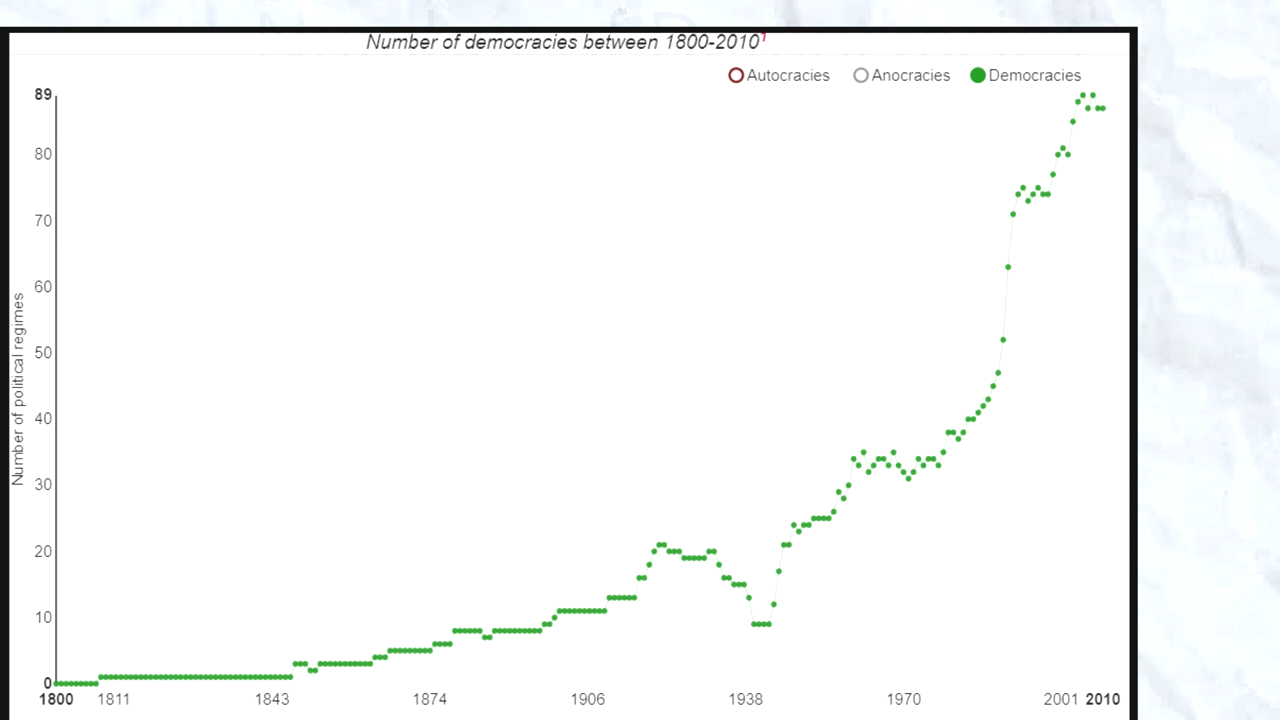 Number of democracies between 1800-2010¹
Autocracies Anocracies Democracies
89
80
70
60
50
40
30
20
10
0
Number of political regimes
1800 1811 1843 1874 1906 1938 1970 2001 2010